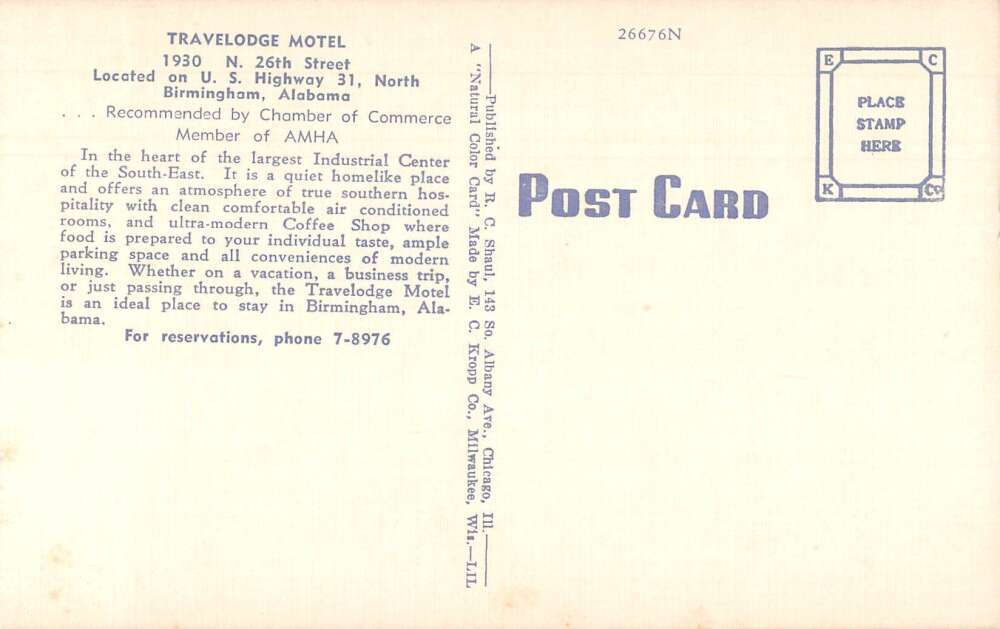 TRAVELODGE MOTEL
1930 N. 26th Street
Located on U. S. Highway 31, North
Birmingham, Alabama
. . . Recommended by Chamber of Commerce
Member of AMHA
In the heart of the largest Industrial Center
of the South-East. It is a quiet homelike place
and offers an atmosphere of true southern hos-
pitality with clean comfortable air conditioned
rooms, and ultra-modern Coffee Shop where
food is prepared to your individual taste, ample
parking space and all conveniences of modern
living. Whether on a vacation, a business trip,
or just passing through, the Travelodge Motel
is an ideal place to stay in Birmingham, Ala-
bama.
For reservations, phone 7-8976
—Published by R. C. Shaul, 143 So. Albany Ave., Chicago, Ill.—
A "Natural Color Card" Made by E. C. Kropp Co., Milwaukee, Wis.—LIL
26676N
POST CARD
E C
PLACE
STAMP
HERE
K Co